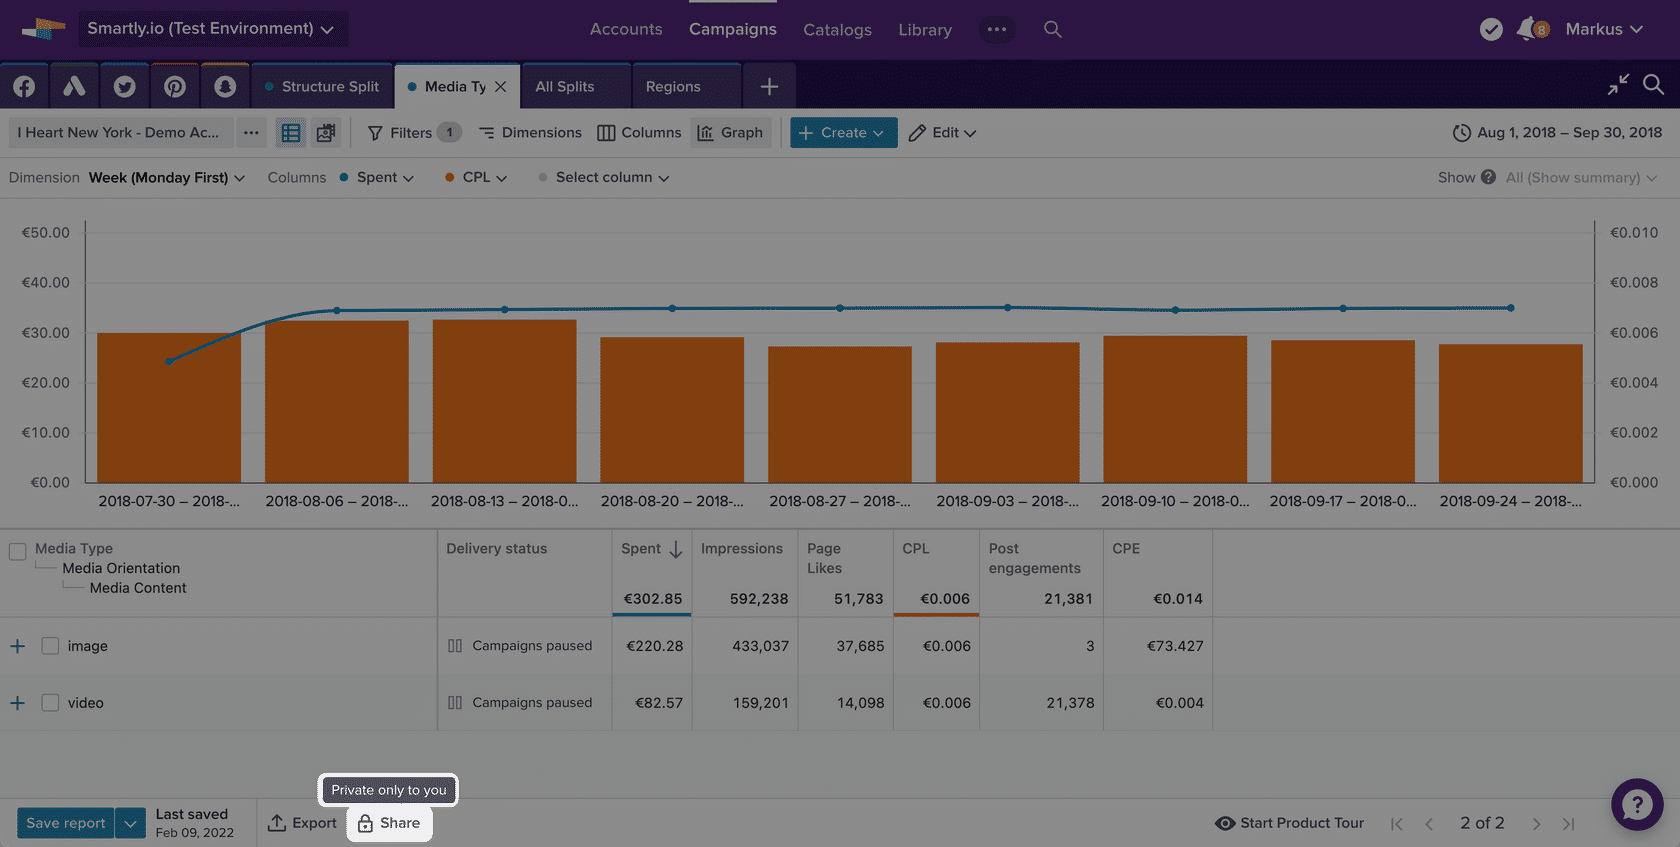 Smartly.io (Test Environment)
Accounts
Campaigns
Catalogs
Library
8
Markus
Structure Split
Media Ty
All Splits
Regions
I Heart New York - Demo Ac...
Filters 1
Dimensions
Columns
Graph
Create
Edit
Aug 1, 2018 – Sep 30, 2018
Dimension Week (Monday First)
Columns
Spent
CPL
Select column
Show ? All (Show summary)
€50.00
€40.00
€30.00
€20.00
€10.00
€0.00
€0.010
€0.008
€0.006
€0.004
€0.002
€0.000
2018-07-30 – 2018-...
2018-08-06 – 2018-...
2018-08-13 – 2018-0...
2018-08-20 – 2018-...
2018-08-27 – 2018-...
2018-09-03 – 2018-...
2018-09-10 – 2018-0...
2018-09-17 – 2018-0...
2018-09-24 – 2018-...
Media Type
Media Orientation
Media Content
Delivery status
Spent
€302.85
Impressions
592,238
Page
Likes
51,783
CPL
€0.006
Post
engagements
21,381
CPE
€0.014
image Campaigns paused €220.28 433,037 37,685 €0.006 3 €73.427
video Campaigns paused €82.57 159,201 14,098 €0.006 21,378 €0.004
Private only to you
Save report
Last saved
Feb 09, 2022
Export
Share
Start Product Tour
2 of 2
?